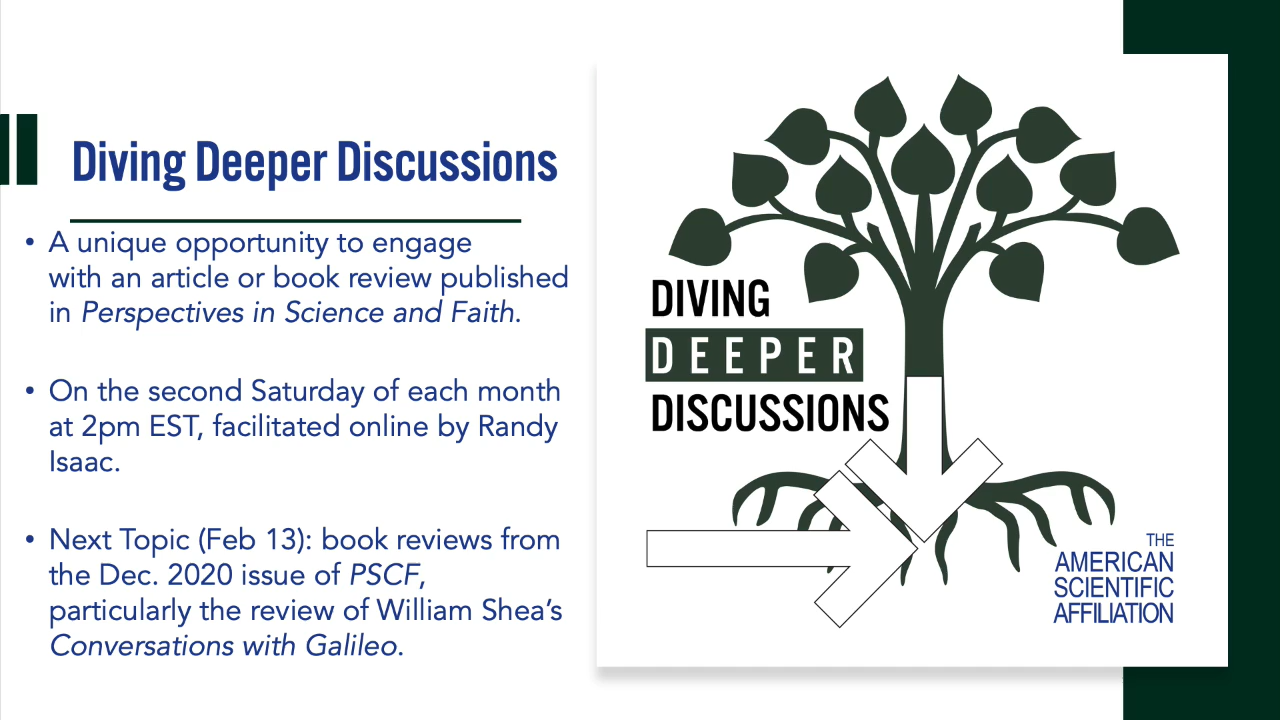 Diving Deeper Discussions
• A unique opportunity to engage
with an article or book review published
in Perspectives in Science and Faith.
• On the second Saturday of each month
at 2pm EST, facilitated online by Randy
Isaac.
• Next Topic (Feb 13): book reviews from
the Dec. 2020 issue of PSCF,
particularly the review of William Shea’s
Conversations with Galileo.
DIVING
DEEPER
DISCUSSIONS
THE
AMERICAN
SCIENTIFIC
AFFILIATION